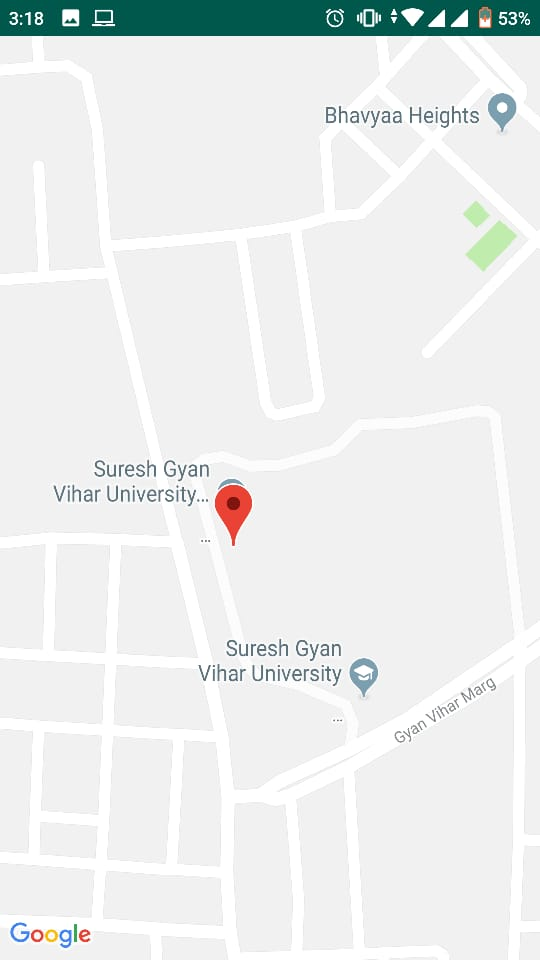 3:18
53%
Bhavyaa Heights
Suresh Gyan
Vihar University...
...
Suresh Gyan
Vihar University
...
Gyan Vihar Marg
Google